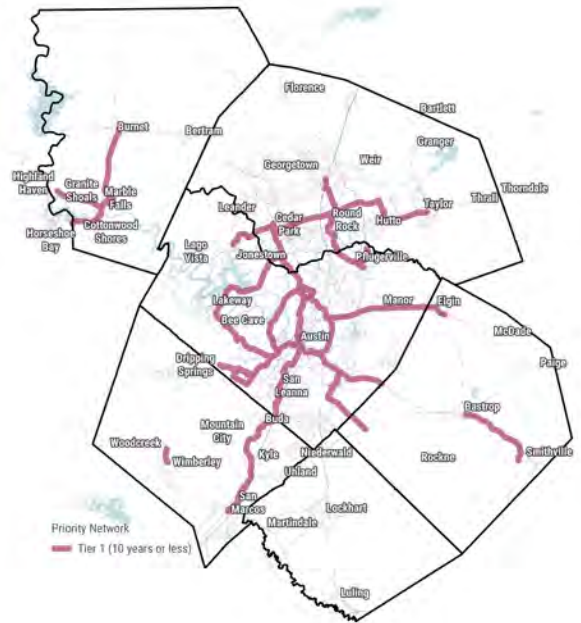 Florence
Bartlett
Burnet
Bertram
Granger
Georgetown
Weir
Highland
Haven
Granite
Shoals
Marble
Falls
Leander
Cedar
Park
Round
Rock
Hutto
Taylor
Thrall
Thorndale
Horseshoe
Bay
Cottonwood
Shores
Lago
Vista
Jonestown
Pflugerville
Lakeway
Bee Cave
Manor
Elgin
Austin
McDade
Paige
Dripping
Springs
San
Leanna
Bastrop
Mountain
City
Buda
Woodcreek
Wimberley
Kyle
Niederwald
Uhland
Rockne
Smithville
San
Marcos
Martindale
Lockhart
Luling
Priority Network
Tier 1 (10 years or less)